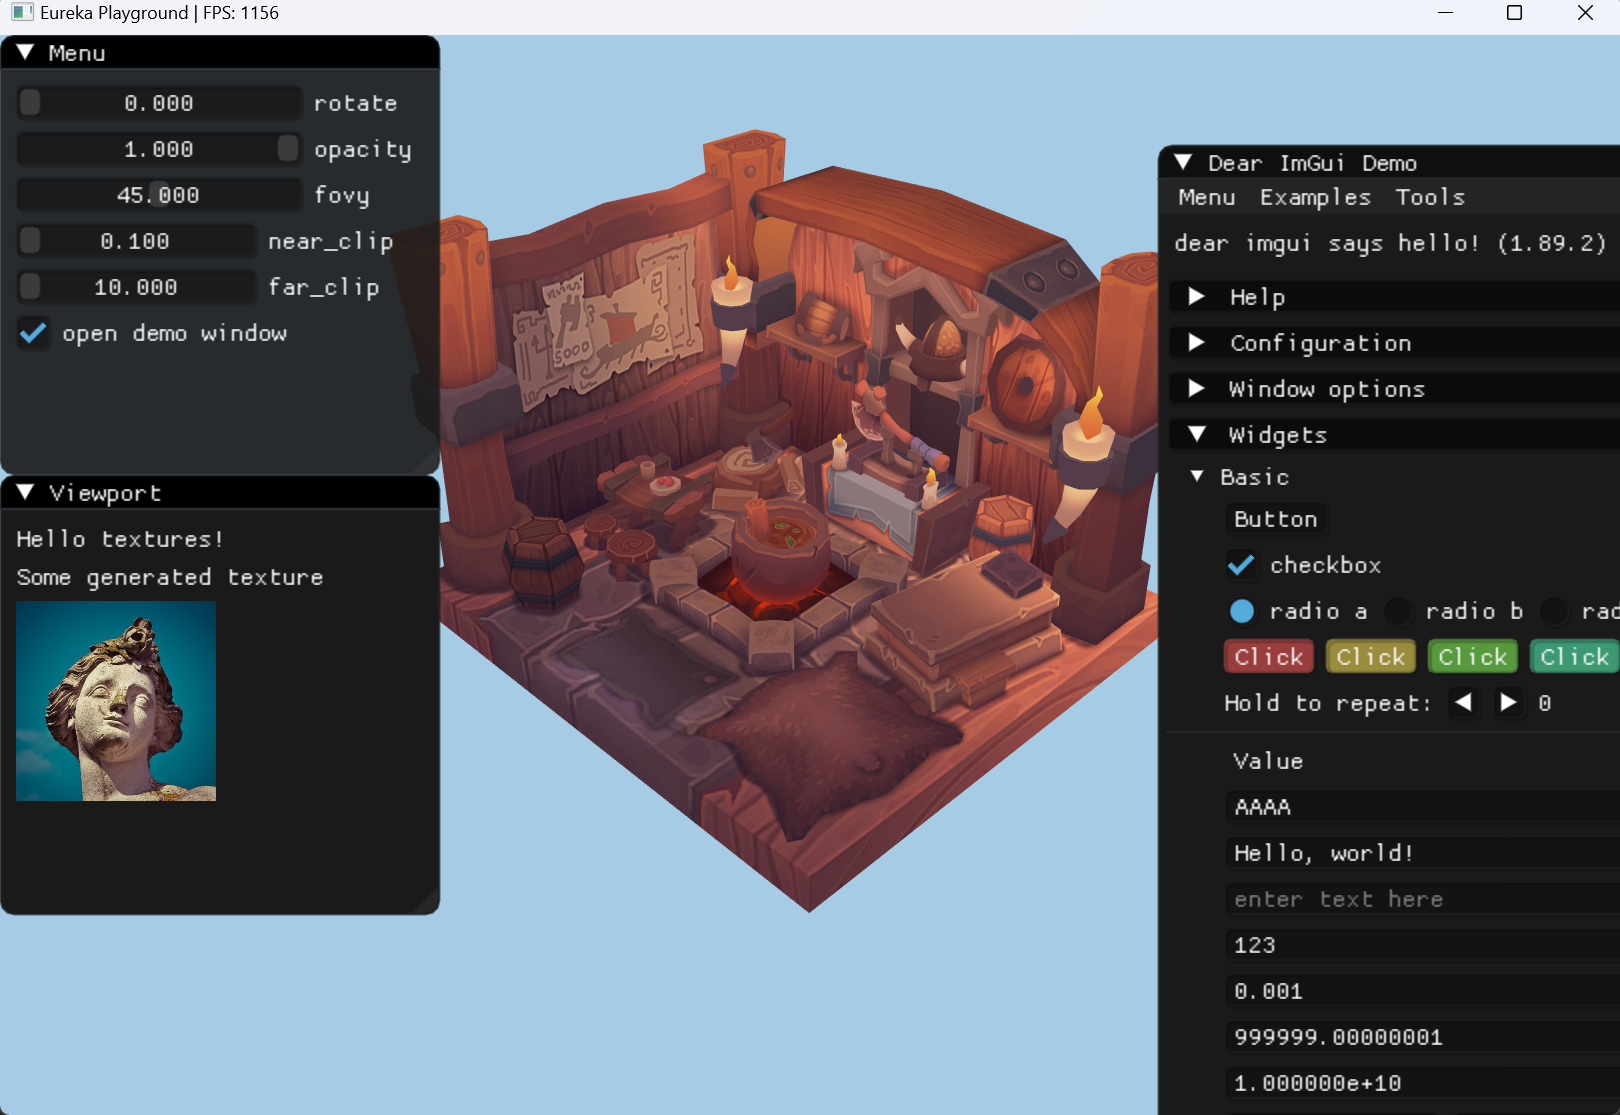 Eureka Playground | FPS: 1156
Menu
0.000 rotate
1.000 opacity
45.000 fovy
0.100 near_clip
10.000 far_clip
open demo window
5000
Viewport
Hello textures!
Some generated texture
Dear ImGui Demo
Menu Examples Tools
dear imgui says hello! (1.89.2)
Help
Configuration
Window options
Widgets
Basic
Button
checkbox
radio a radio b rad
Click Click Click Click
Hold to repeat: 0
Value
AAAA
Hello, world!
enter text here
123
0.001
999999.00000001
1.000000e+10